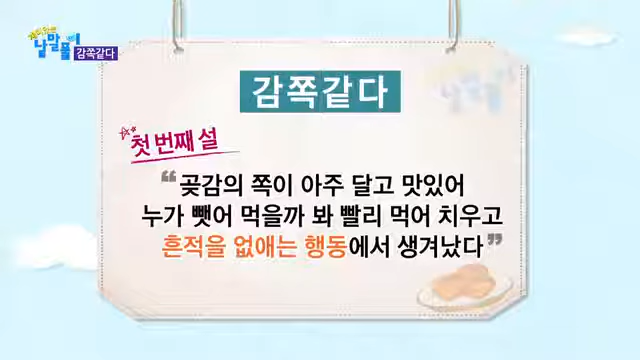 낱말풀이
감쪽같다
감쪽같다
첫 번째 설
“ 곶감의 쪽이 아주 달고 맛있어
누가 뺏어 먹을까 봐 빨리 먹어 치우고
흔적을 없애는 행동에서 생겨났다 ”